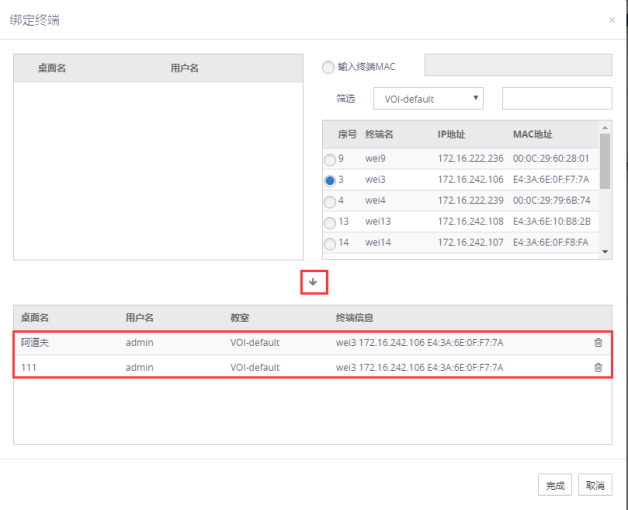 绑定终端 ×
桌面名 用户名
输入终端MAC
筛选 VOI-default
序号 终端名 IP地址 MAC地址
9 wei9 172.16.222.236 00:0C:29:60:28:01
3 wei3 172.16.242.106 E4:3A:6E:0F:F7:7A
4 wei4 172.16.222.239 00:0C:29:79:6B:74
13 wei13 172.16.242.108 E4:3A:6E:10:B8:2B
14 wei14 172.16.242.107 E4:3A:6E:0F:F8:FA
桌面名 用户名 教室 终端信息
阿道夫 admin VOI-default wei3 172.16.242.106 E4:3A:6E:0F:F7:7A
111 admin VOI-default wei3 172.16.242.106 E4:3A:6E:0F:F7:7A
完成 取消